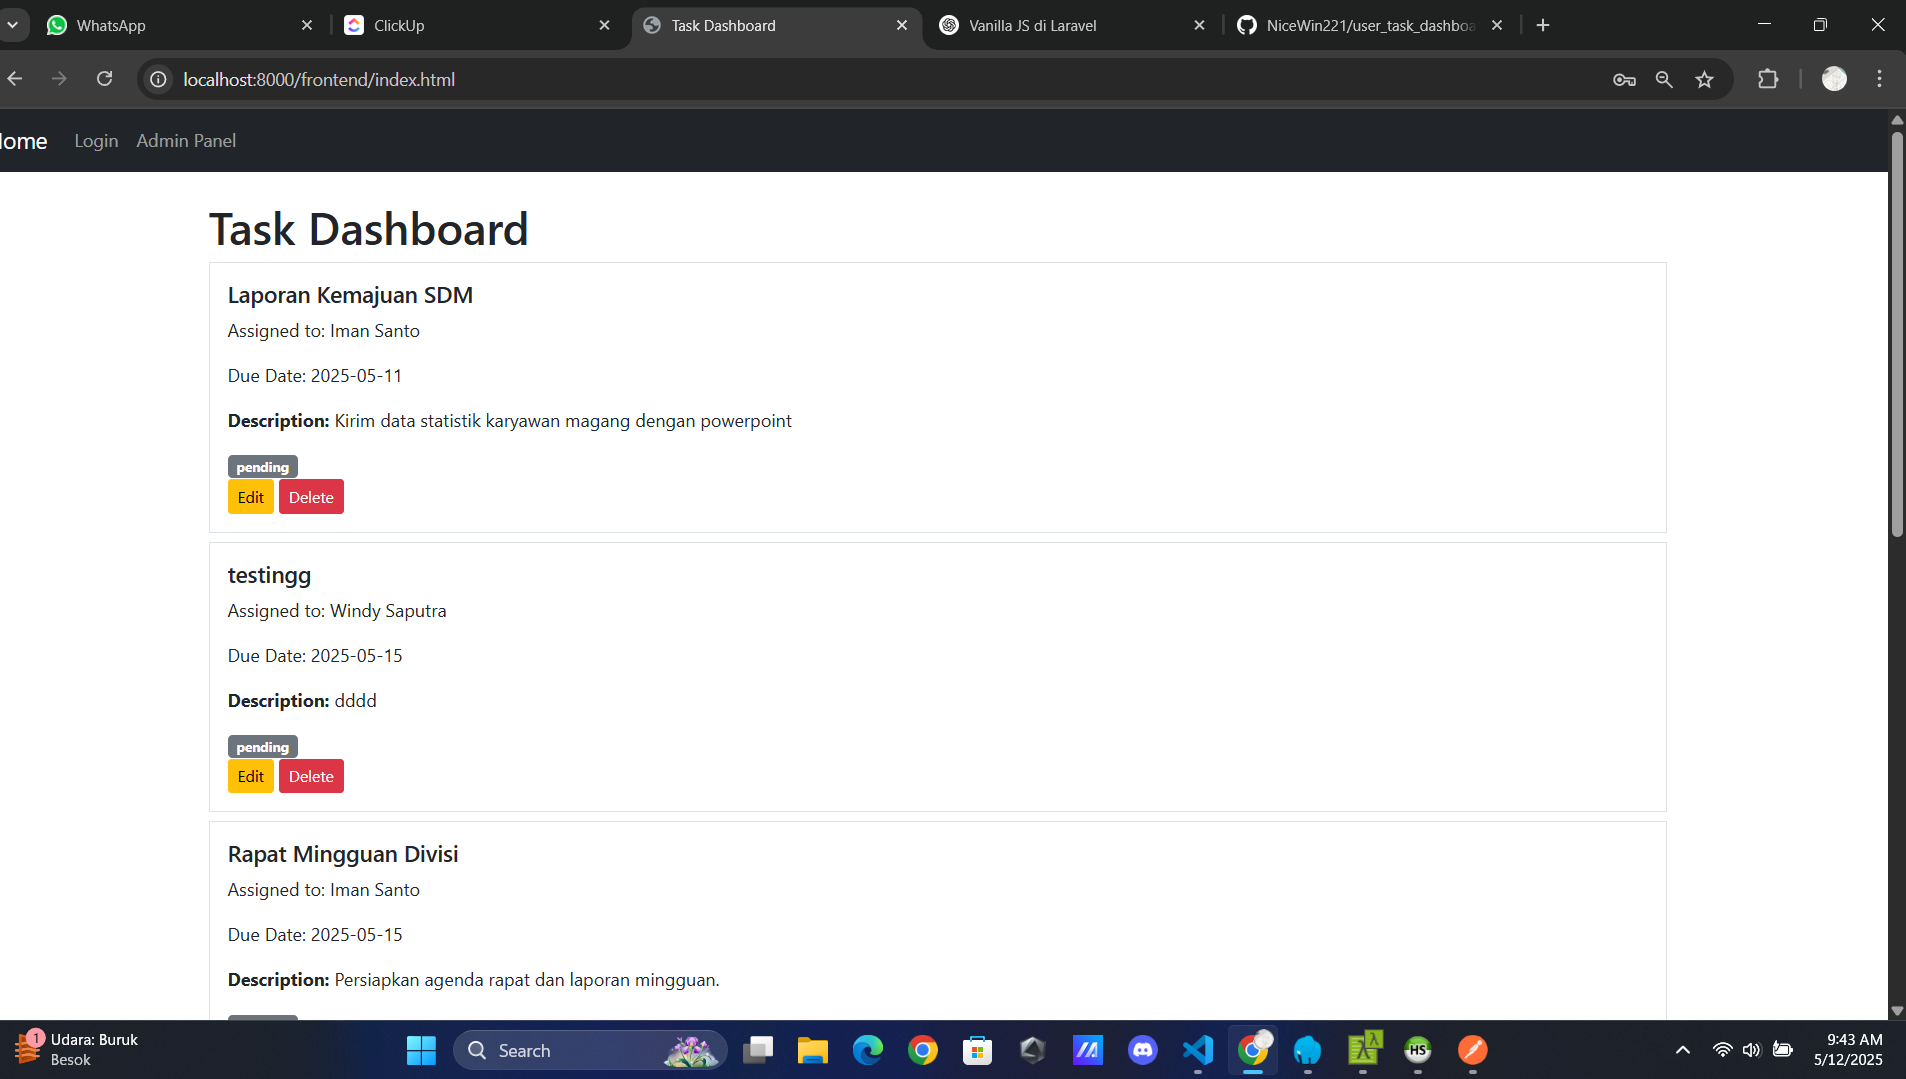 WhatsApp
ClickUp
Task Dashboard
Vanilla JS di Laravel
NiceWin221/user_task_dashboa
localhost:8000/frontend/index.html
ome Login Admin Panel
Task Dashboard
Laporan Kemajuan SDM
Assigned to: Iman Santo
Due Date: 2025-05-11
Description: Kirim data statistik karyawan magang dengan powerpoint
pending
Edit Delete
testingg
Assigned to: Windy Saputra
Due Date: 2025-05-15
Description: dddd
pending
Edit Delete
Rapat Mingguan Divisi
Assigned to: Iman Santo
Due Date: 2025-05-15
Description: Persiapkan agenda rapat dan laporan mingguan.
1
Udara: Buruk
Besok
Search
HS
9:43 AM
5/12/2025